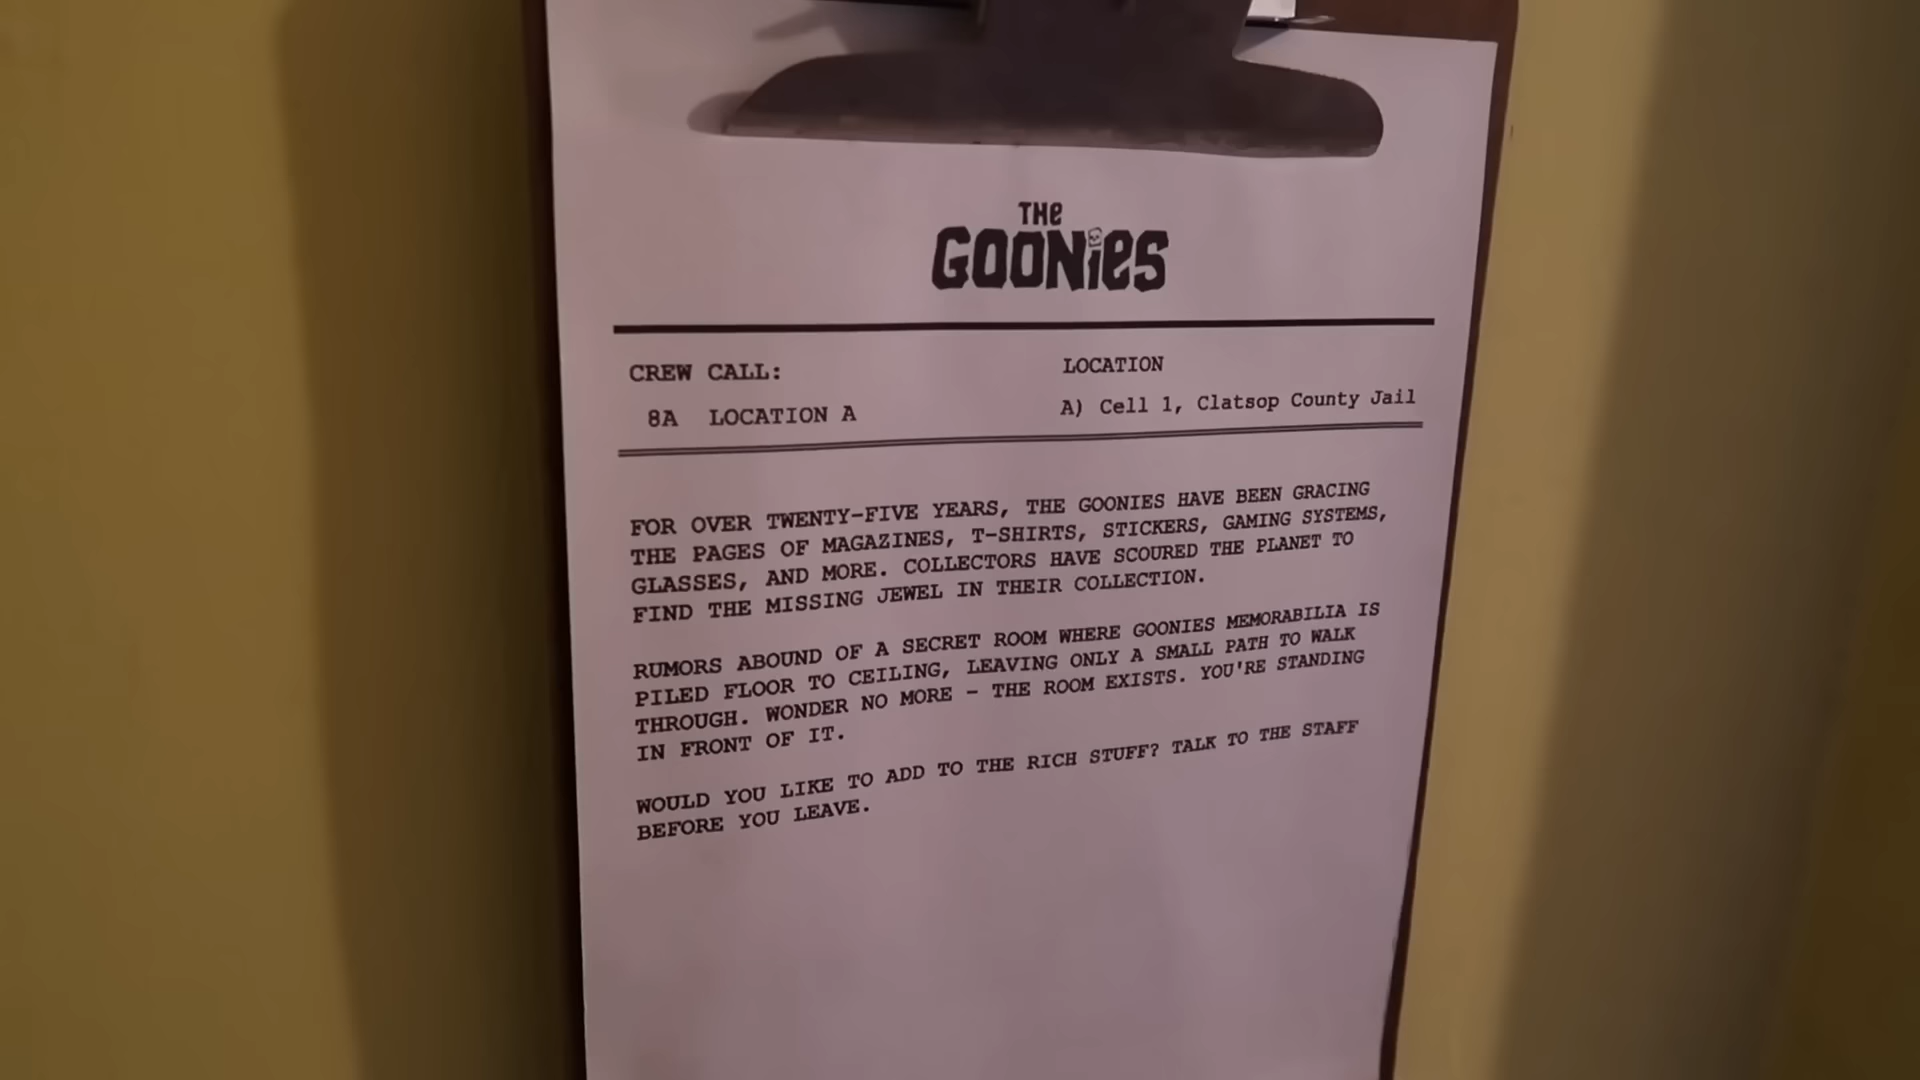 THE
GOONIES
CREW CALL:
LOCATION
8A LOCATION A
A) Cell 1, Clatsop County Jail
FOR OVER TWENTY-FIVE YEARS, THE GOONIES HAVE BEEN GRACING
THE PAGES OF MAGAZINES, T-SHIRTS, STICKERS, GAMING SYSTEMS,
GLASSES, AND MORE. COLLECTORS HAVE SCOURED THE PLANET TO
FIND THE MISSING JEWEL IN THEIR COLLECTION.
RUMORS ABOUND OF A SECRET ROOM WHERE GOONIES MEMORABILIA IS
PILED FLOOR TO CEILING, LEAVING ONLY A SMALL PATH TO WALK
THROUGH. WONDER NO MORE – THE ROOM EXISTS. YOU'RE STANDING
IN FRONT OF IT.
WOULD YOU LIKE TO ADD TO THE RICH STUFF? TALK TO THE STAFF
BEFORE YOU LEAVE.